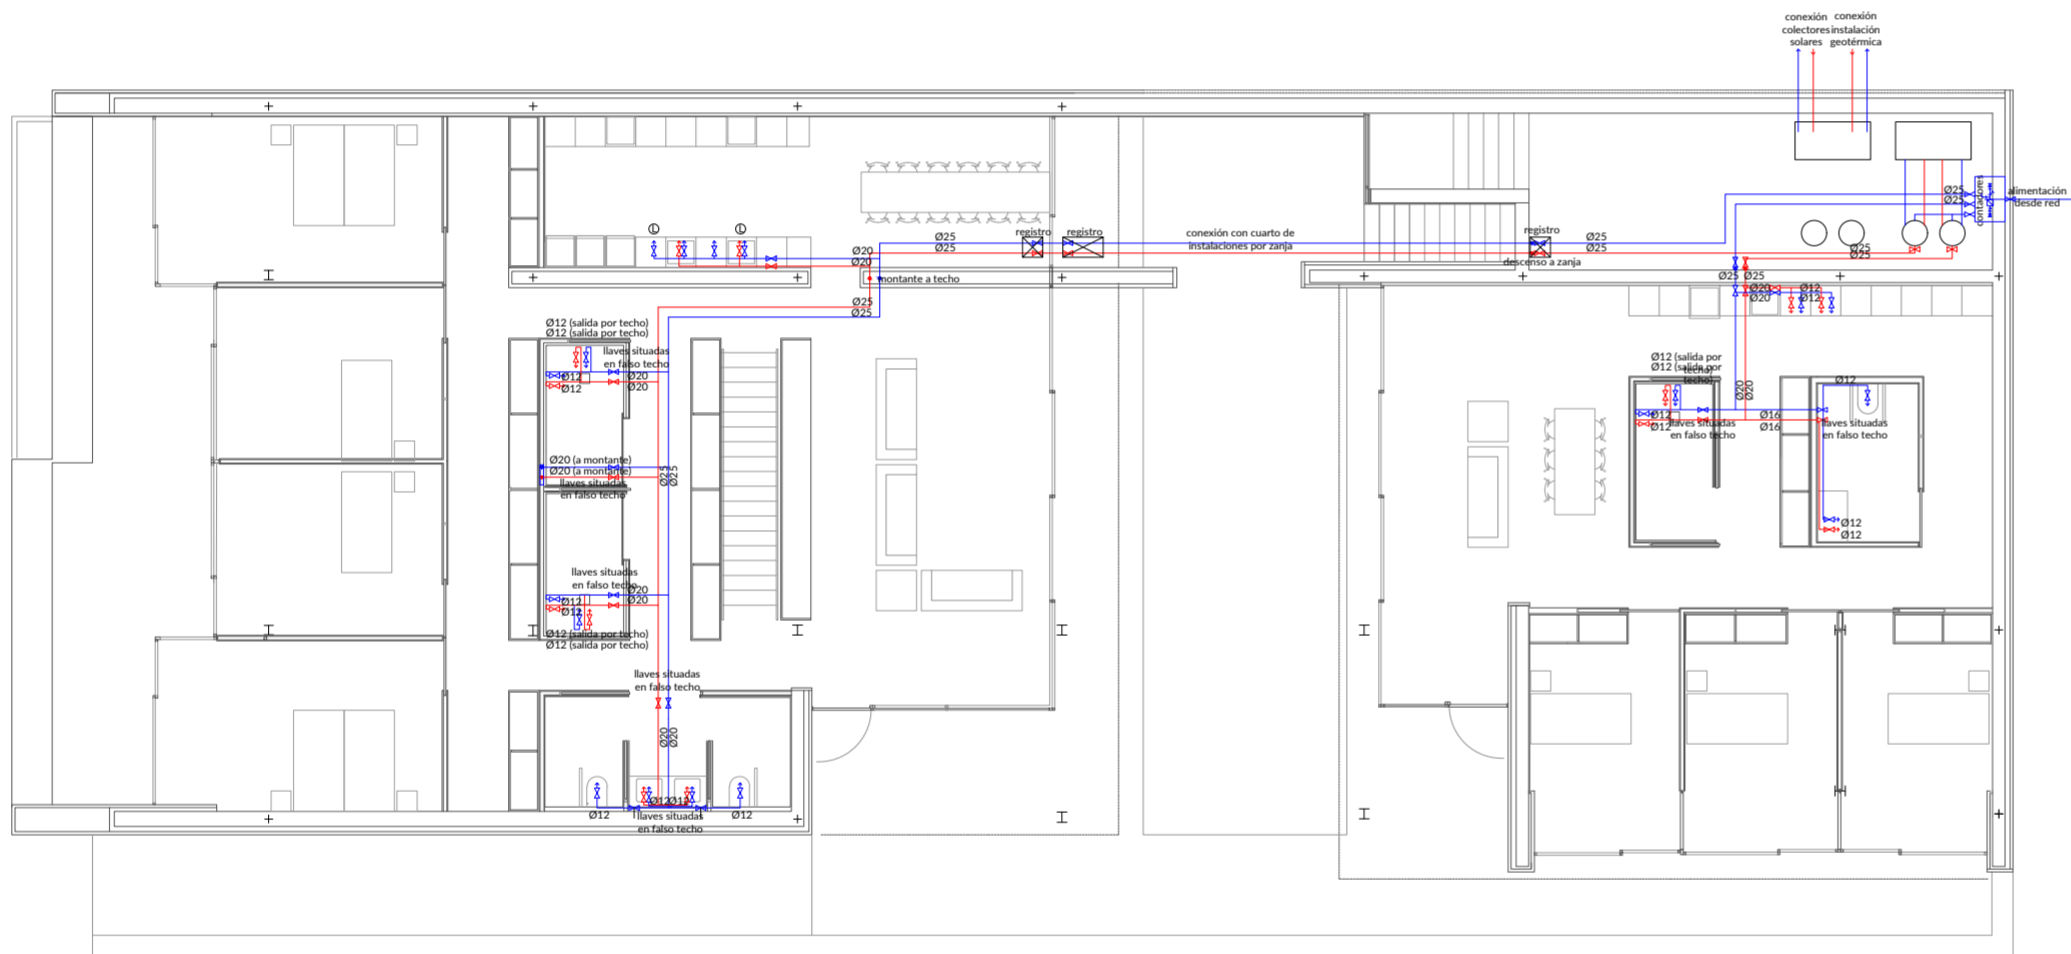 conexión
colectores
solares
conexión
instalación
geotérmica
alimentación
desde red
contadores
Ø25
Ø25
L
L
Ø20
Ø20
Ø25
Ø25
registro
registro
conexión con cuarto de
instalaciones por zanja
registro
descenso a zanja
Ø25
Ø25
Ø25
Ø25
montante a techo
Ø25
Ø25
Ø25
Ø25
Ø20
Ø20
Ø12
Ø12
Ø12 (salida por techo)
Ø12 (salida por techo)
llaves situadas
en falso techo
Ø12
Ø12
Ø20
Ø20
Ø20 (a montante)
Ø20 (a montante)
llaves situadas
en falso techo
Ø25
Ø25
llaves situadas
en falso techo
Ø20
Ø20
Ø12
Ø12
Ø12 (salida por techo)
Ø12 (salida por techo)
llaves situadas
en falso techo
Ø20
Ø20
Ø12
Ø12
Ø12
Ø12
llaves situadas
en falso techo
Ø12 (salida por
techo)
Ø12 (salida por
techo)
Ø20
Ø20
Ø12
Ø12
llaves situadas
en falso techo
Ø16
Ø16
Ø12
llaves situadas
en falso techo
Ø12
Ø12